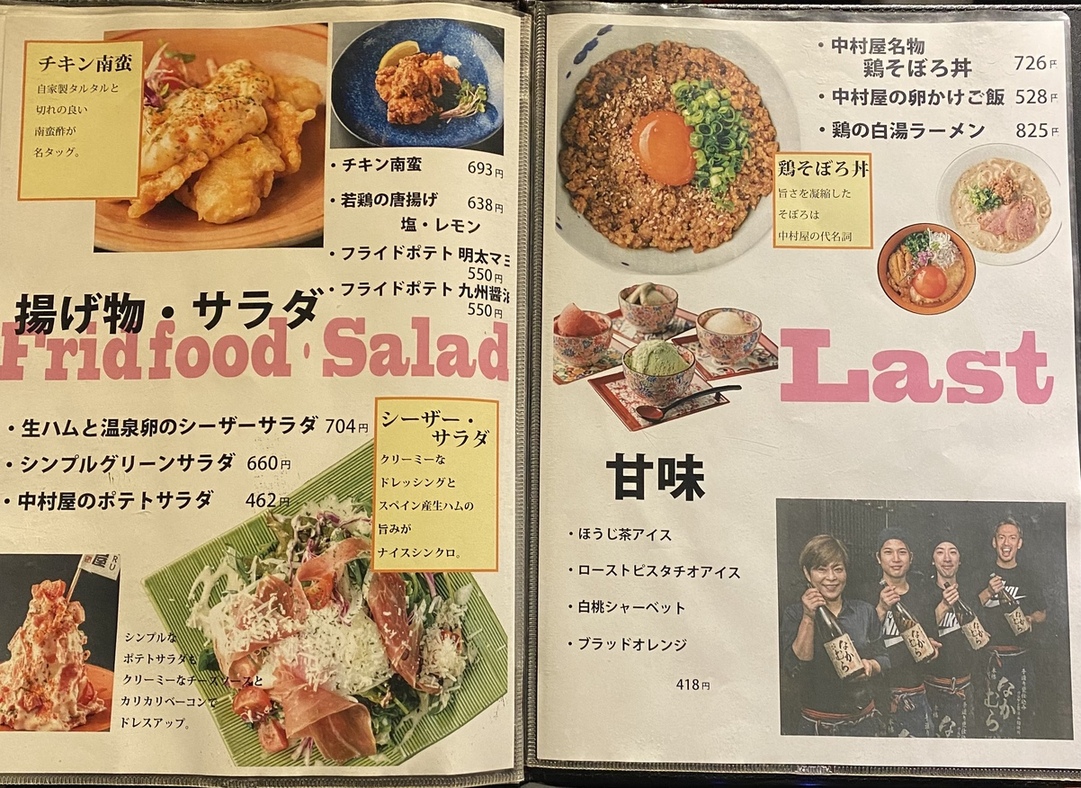 チキン南蛮
自家製タルタルと
切れの良い
南蛮酢が
名タッグ。
・チキン南蛮 693円
・若鶏の唐揚げ 638円
塩・レモン
・フライドポテト 明太マヨ
550円
・フライドポテト 九州醤油
550円
揚げ物・サラダ
Frid food・Salad
・生ハムと温泉卵のシーザーサラダ 704円
・シンプルグリーンサラダ 660円
・中村屋のポテトサラダ 462円
シーザー・
サラダ
クリーミーな
ドレッシングと
スペイン産生ハムの
旨みが
ナイスシンクロ。
屋
シンプルな
ポテトサラダも
クリーミーなチーズソースと
カリカリベーコンで
ドレスアップ。
・中村屋名物
鶏そぼろ丼 726円
・中村屋の卵かけご飯 528円
・鶏の白湯ラーメン 825円
鶏そぼろ丼
旨さを凝縮した
そぼろは
中村屋の代名詞
Last
甘味
・ほうじ茶アイス
・ローストピスタチオアイス
・白桃シャーベット
・ブラッドオレンジ
418円
なかむら
なかむら
なかむら
なかむら